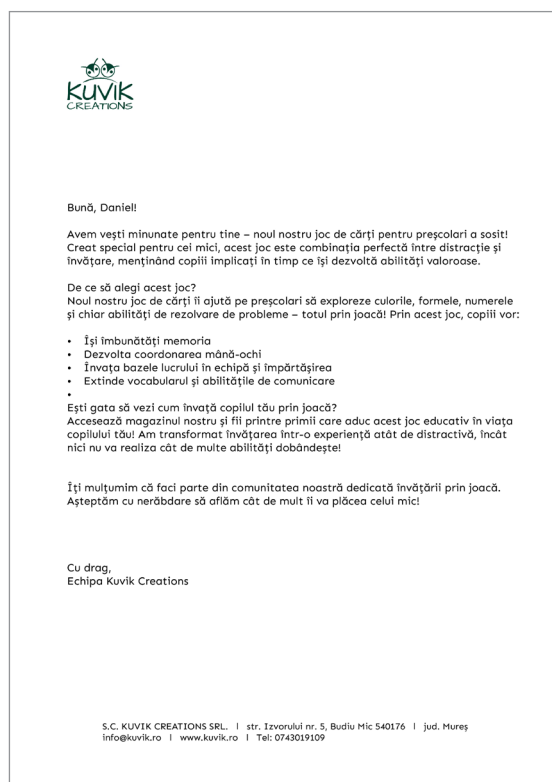 KUVIK
CREATIONS
Bună, Daniel!
Avem vești minunate pentru tine – noul nostru joc de cărți pentru preșcolari a sosit!
Creat special pentru cei mici, acest joc este combinația perfectă între distracție și
învățare, menținând copiii implicați în timp ce își dezvoltă abilități valoroase.
De ce să alegi acest joc?
Noul nostru joc de cărți îi ajută pe preșcolari să exploreze culorile, formele, numerele
și chiar abilități de rezolvare de probleme – totul prin joacă! Prin acest joc, copiii vor:
• Își îmbunătăți memoria
• Dezvolta coordonarea mână-ochi
• Învața bazele lucrului în echipă și împărtășirea
• Extinde vocabularul și abilitățile de comunicare
•
Ești gata să vezi cum învață copilul tău prin joacă?
Accesează magazinul nostru și fii printre primii care aduc acest joc educativ în viața
copilului tău! Am transformat învățarea într-o experiență atât de distractivă, încât
nici nu va realiza cât de multe abilități dobândește!
Îți mulțumim că faci parte din comunitatea noastră dedicată învățării prin joacă.
Așteptăm cu nerăbdare să aflăm cât de mult îi va plăcea celui mic!
Cu drag,
Echipa Kuvik Creations
S.C. KUVIK CREATIONS SRL. | str. Izvorului nr. 5, Budiu Mic 540176 | jud. Mureș
info@kuvik.ro | www.kuvik.ro | Tel: 0743019109